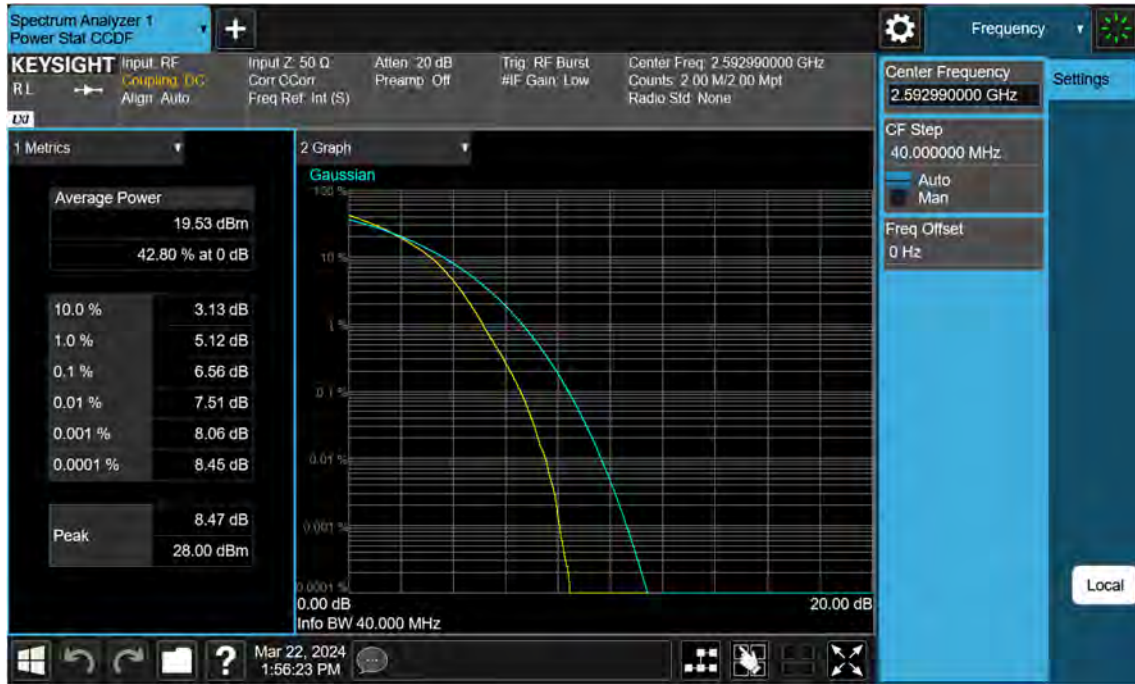 Spectrum Analyzer 1
Power Stat CCDF
+
Frequency
KEYSIGHT
RL
LXI
Input: RF
Coupling: DC
Align: Auto
Input Z: 50 Ω
Corr CCorr
Freq Ref: Int (S)
Atten: 20 dB
Preamp: Off
Trig: RF Burst
#IF Gain: Low
Center Freq: 2.592990000 GHz
Counts: 2.00 M/2.00 Mpt
Radio Std: None
Center Frequency
2.592990000 GHz
Settings
CF Step
40.000000 MHz
Auto
Man
Freq Offset
0 Hz
1 Metrics
Average Power
19.53 dBm
42.80 % at 0 dB
10.0 % 3.13 dB
1.0 % 5.12 dB
0.1 % 6.56 dB
0.01 % 7.51 dB
0.001 % 8.06 dB
0.0001 % 8.45 dB
Peak
8.47 dB
28.00 dBm
2 Graph
Gaussian
100 %
10 %
1 %
0.1 %
0.01 %
0.001 %
0.0001 %
0.00 dB 20.00 dB
Info BW 40.000 MHz
Local
?
Mar 22, 2024
1:56:23 PM